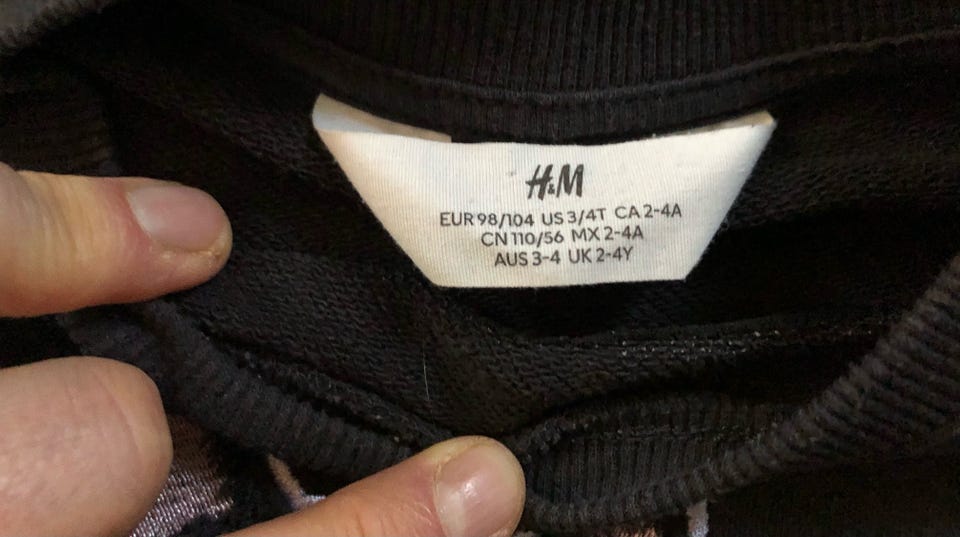 H&M
EUR 98/104 US 3/4T CA 2-4A
CN 110/56 MX 2-4A
AUS 3-4 UK 2-4Y